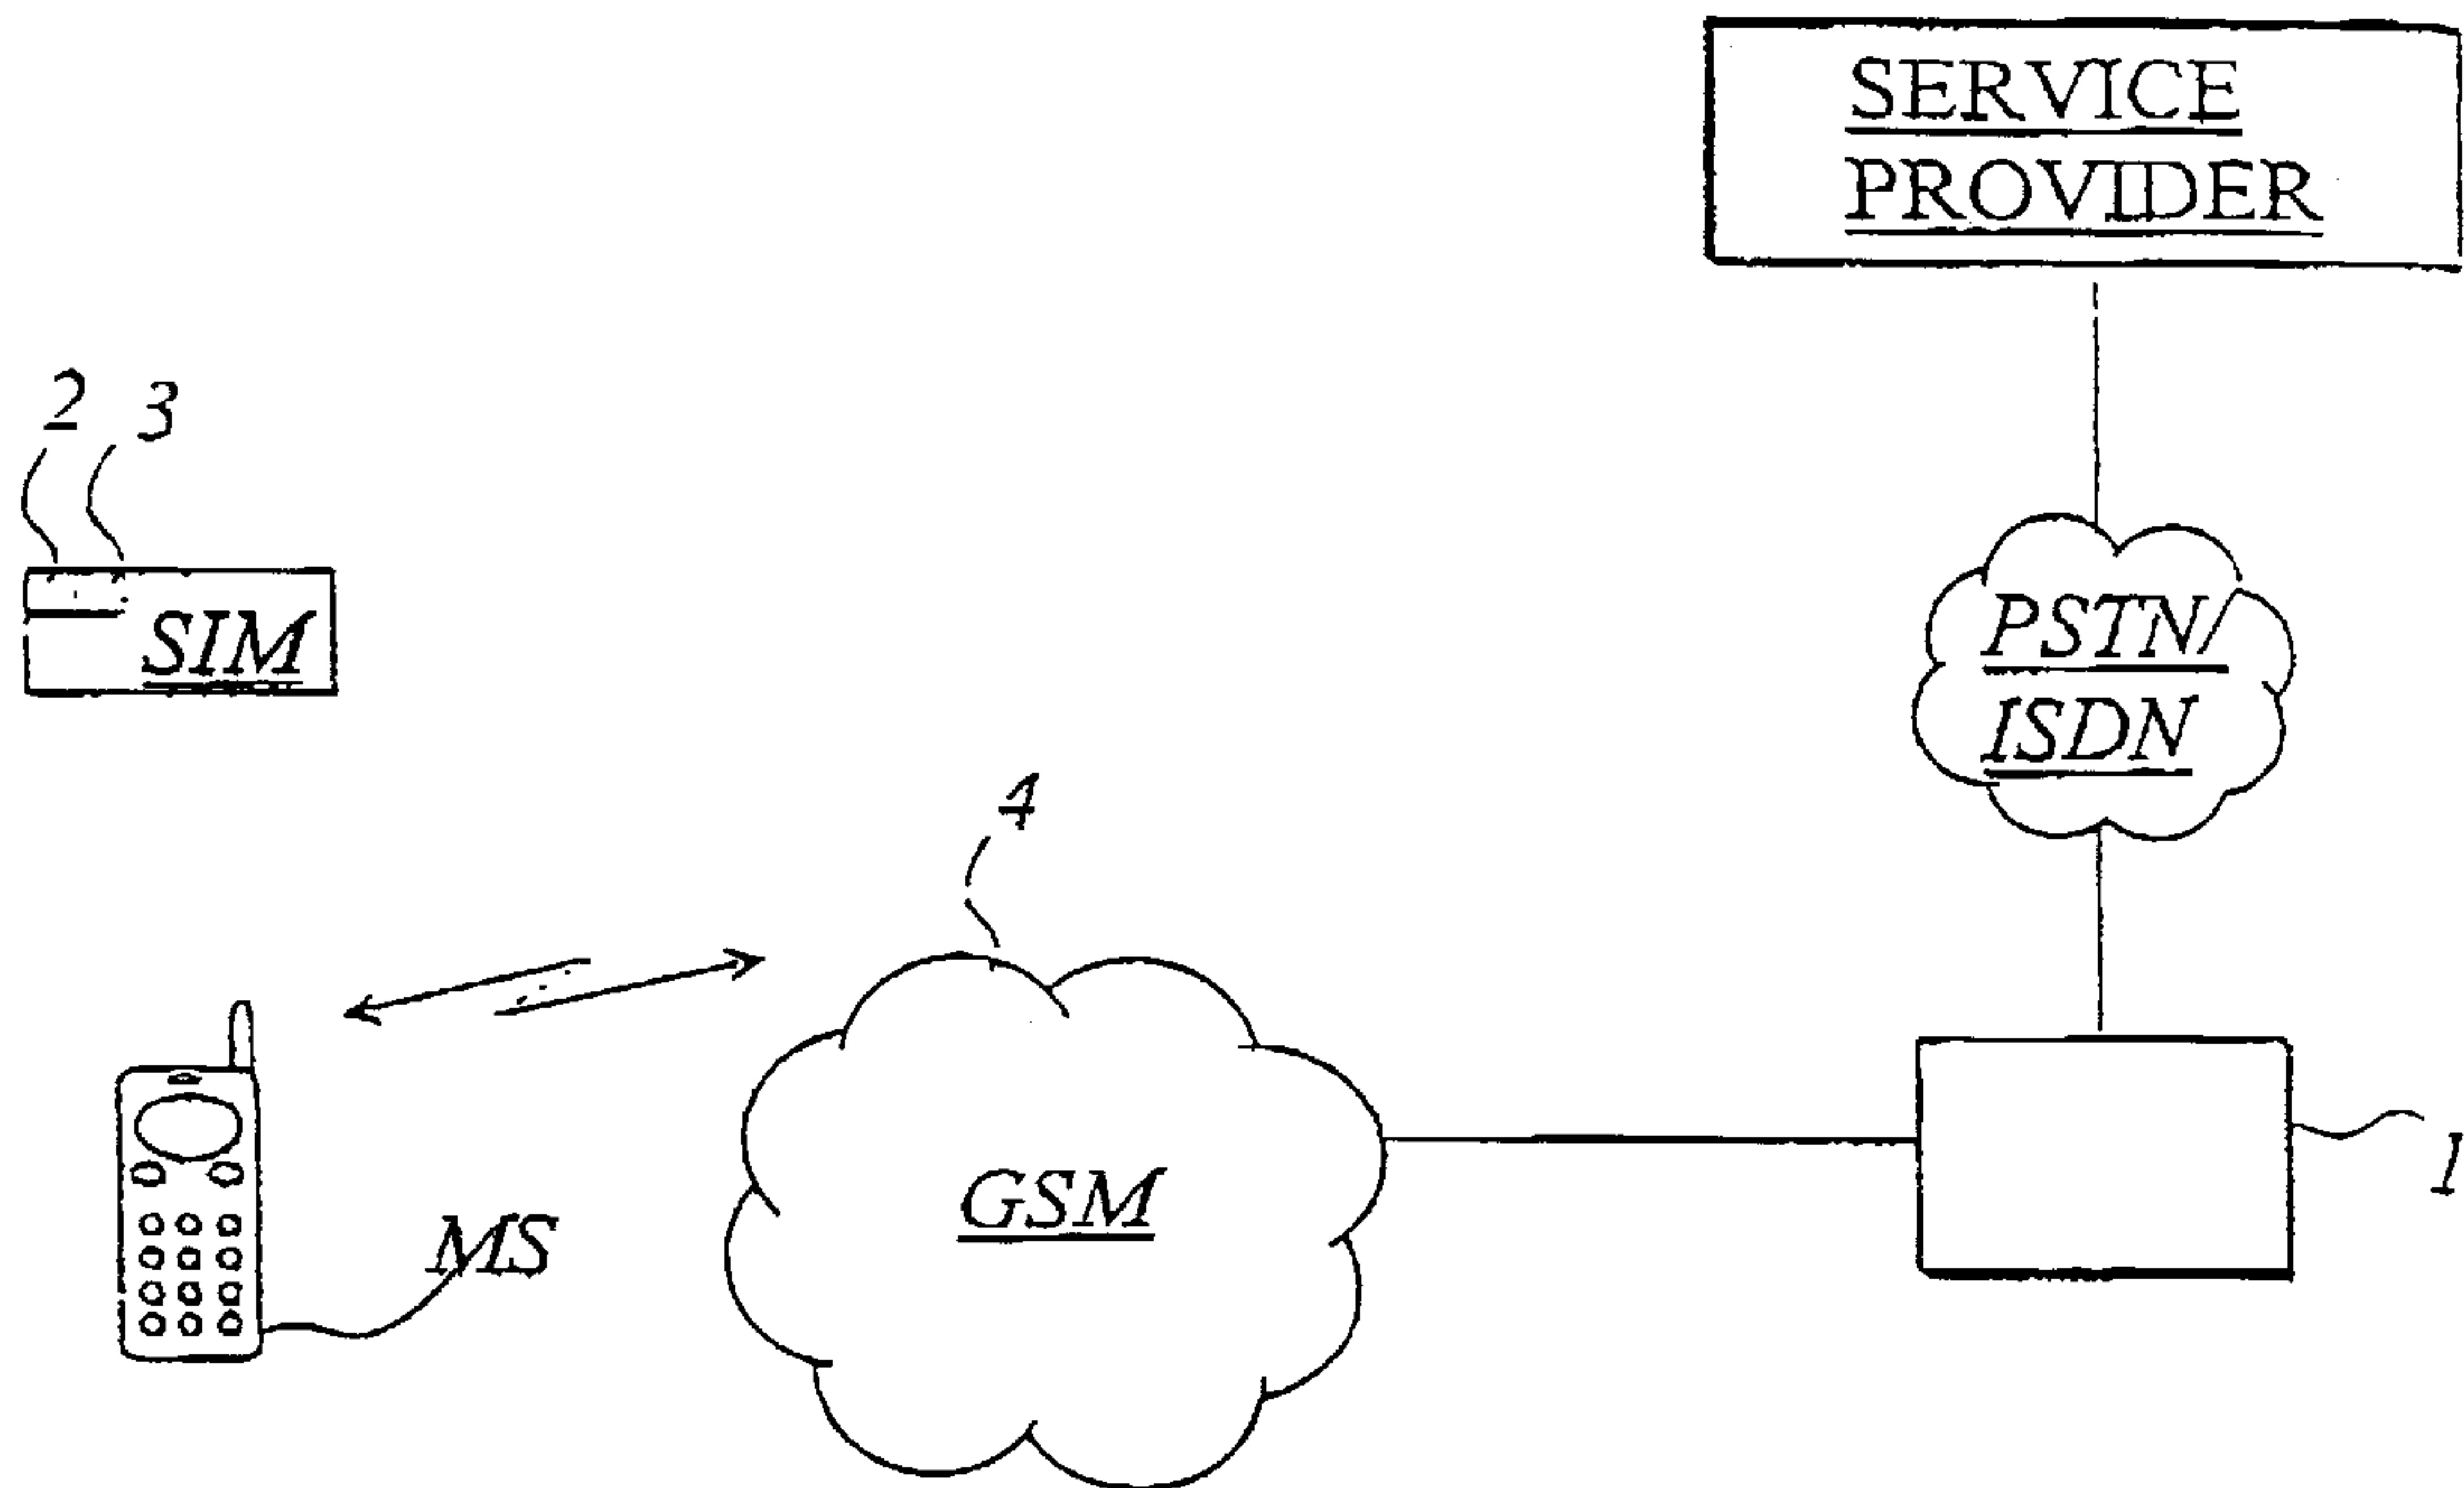 SERVICE
PROVIDER
2 3
SIM
PSTN/
ISDN
4
GSM
MS
1